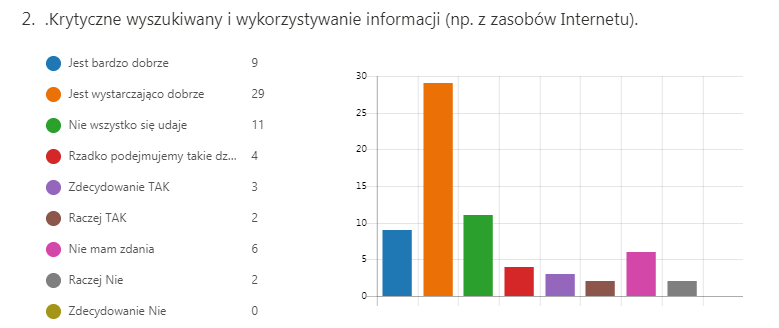 2. .Krytyczne wyszukiwany i wykorzystywanie informacji (np. z zasobów Internetu).
Jest bardzo dobrze 9
Jest wystarczająco dobrze 29
Nie wszystko się udaje 11
Rzadko podejmujemy takie dz... 4
Zdecydowanie TAK 3
Raczej TAK 2
Nie mam zdania 6
Raczej Nie 2
Zdecydowanie Nie 0
30
25
20
15
10
5
0